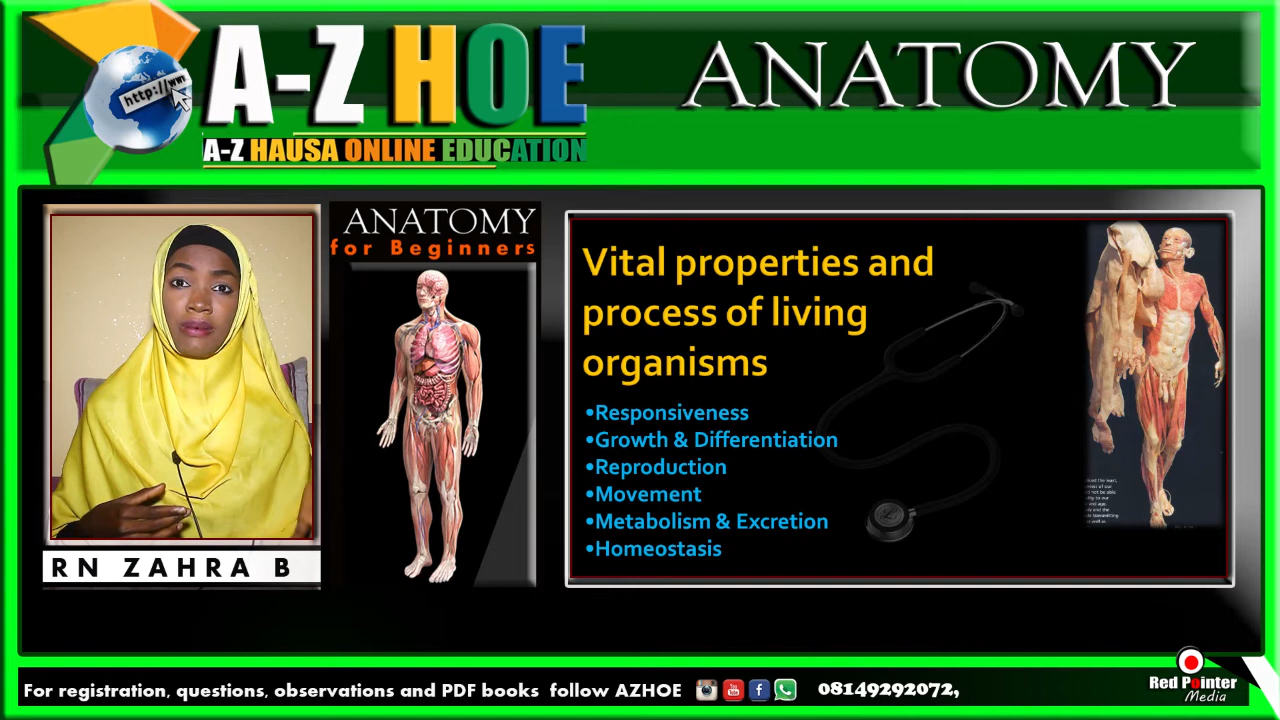 A-Z HOE
http://ww
A-Z HAUSA ONLINE EDUCATION
ANATOMY
ANATOMY
for Beginners
RN ZAHRA B
Vital properties and
process of living
organisms
•Responsiveness
•Growth & Differentiation
•Reproduction
•Movement
•Metabolism & Excretion
•Homeostasis
For registration, questions, observations and PDF books follow AZHOE
08149292072,
Red Pointer
Media